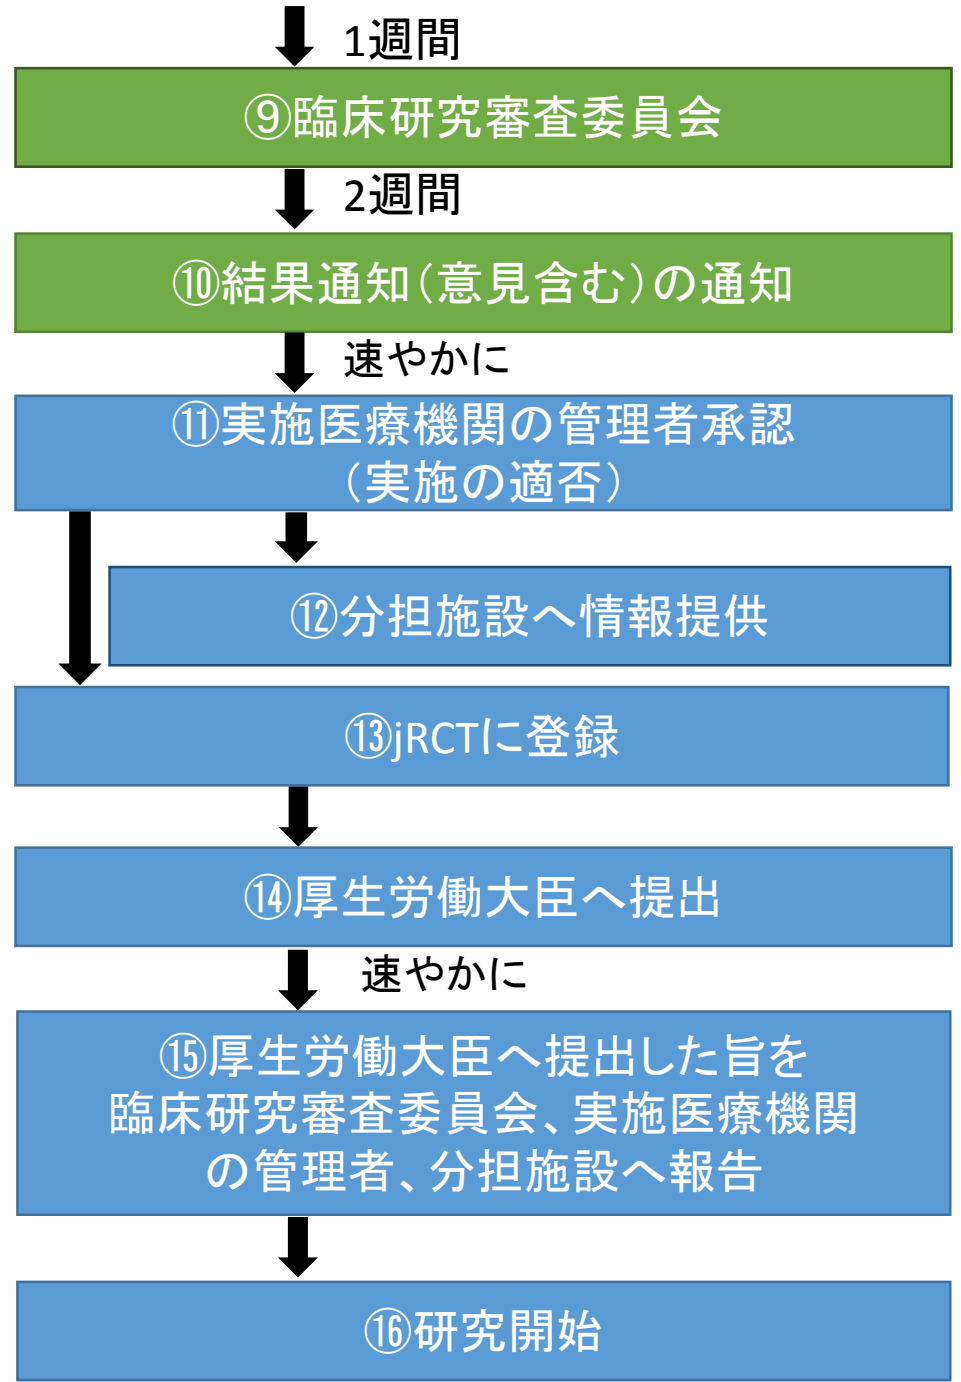 1週間
⑨臨床研究審査委員会
2週間
⑩結果通知（意見含む）の通知
速やかに
⑪実施医療機関の管理者承認
（実施の適否）
⑫分担施設へ情報提供
⑬jRCTに登録
⑭厚生労働大臣へ提出
速やかに
⑮厚生労働大臣へ提出した旨を
臨床研究審査委員会、実施医療機関
の管理者、分担施設へ報告
⑯研究開始